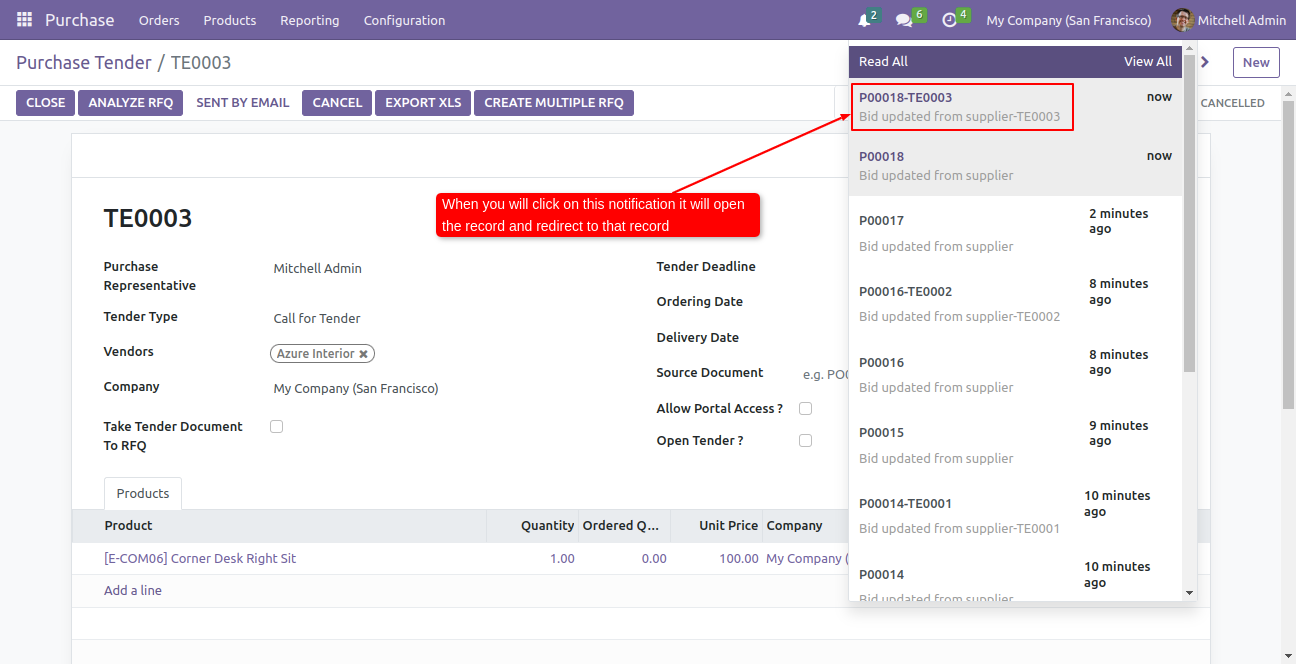 Purchase Orders Products Reporting Configuration 2 6 4 My Company (San Francisco) Mitchell Admin
Purchase Tender / TE0003
New
CLOSE ANALYZE RFQ SENT BY EMAIL CANCEL EXPORT XLS CREATE MULTIPLE RFQ CANCELLED
Read All View All
P00018-TE0003 now
Bid updated from supplier-TE0003
P00018 now
Bid updated from supplier
P00017 2 minutes
ago
Bid updated from supplier
P00016-TE0002 8 minutes
ago
Bid updated from supplier-TE0002
P00016 8 minutes
ago
Bid updated from supplier
P00015 9 minutes
ago
Bid updated from supplier
P00014-TE0001 10 minutes
ago
Bid updated from supplier-TE0001
P00014 10 minutes
ago
Bid updated from supplier
When you will click on this notification it will open
the record and redirect to that record
TE0003
Purchase
Representative
Mitchell Admin
Tender Type Call for Tender
Vendors Azure Interior
Company My Company (San Francisco)
Take Tender Document
To RFQ
Tender Deadline
Ordering Date
Delivery Date
Source Document e.g. PO
Allow Portal Access ?
Open Tender ?
Products
Product Quantity Ordered Q... Unit Price Company
[E-COM06] Corner Desk Right Sit 1.00 0.00 100.00 My Company (
Add a line